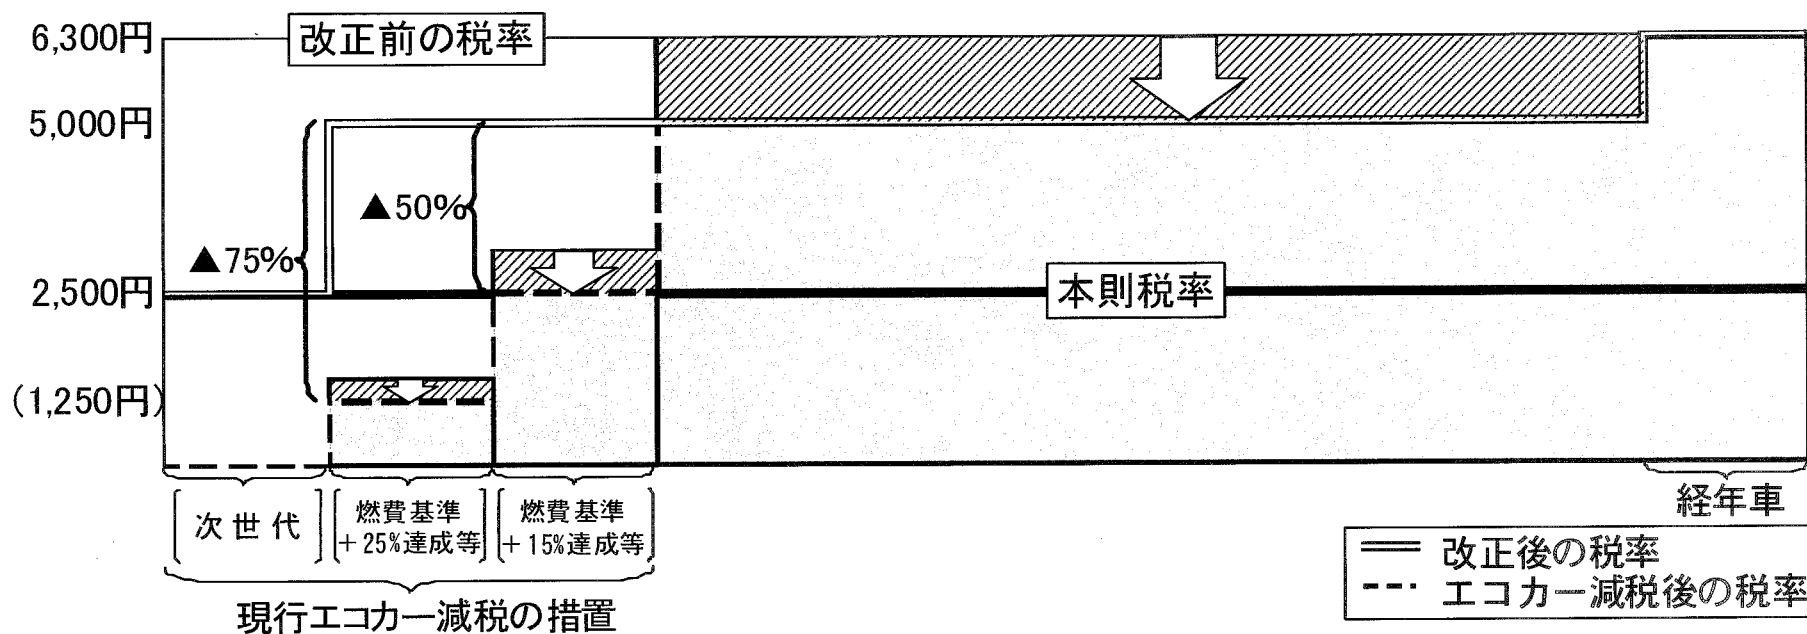 6,300円
改正前の税率
5,000円
▲50%
▲75%
2,500円
本則税率
(1,250円)
次世代
燃費基準
+25%達成等
燃費基準
+15%達成等
経年車
現行エコカー減税の措置
改正後の税率
エコカー減税後の税率